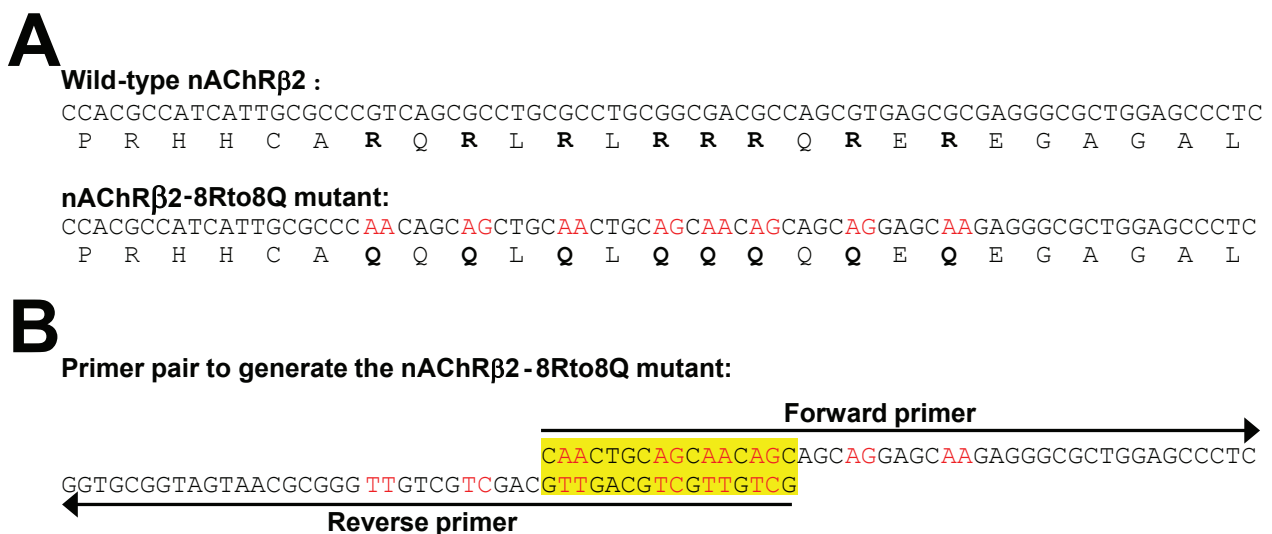 A
Wild-type nAChRβ2 :
CCACGCCATCATTGCGCCCGTCAGCGCCTGCGCCTGCGGCGACGCCAGCGTGAGCGCGAGGGCGCTGGAGCCCTC
P R H H C A R Q R L R L R R R Q R E R E G A G A L
nAChRβ2-8Rto8Q mutant:
CCACGCCATCATTGCGCCCAACAGCAGCTGCAACTGCAGCAACAGCAGCAGGAGCAAGAGGGCGCTGGAGCCCTC
P R H H C A Q Q Q L Q L Q Q Q Q Q E Q E G A G A L
B
Primer pair to generate the nAChRβ2-8Rto8Q mutant:
Forward primer
CAACTGCAGCAACAGCAGCAGGAGCAAGAGGGCGCTGGAGCCCTC
GGTGCGGTAGTAACGCGGGTTGTCGTCGACGTTGACGTCGTTGTCG
Reverse primer